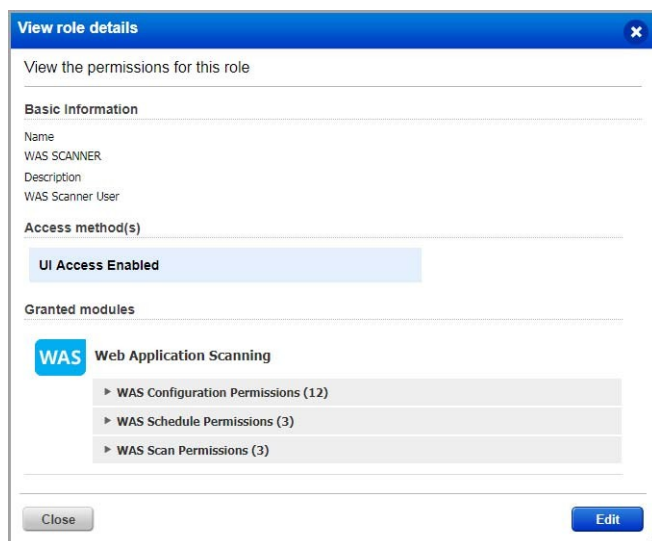 View role details
View the permissions for this role
Basic Information
Name
WAS SCANNER
Description
WAS Scanner User
Access method(s)
UI Access Enabled
Granted modules
WAS Web Application Scanning
WAS Configuration Permissions (12)
WAS Schedule Permissions (3)
WAS Scan Permissions (3)
Close Edit